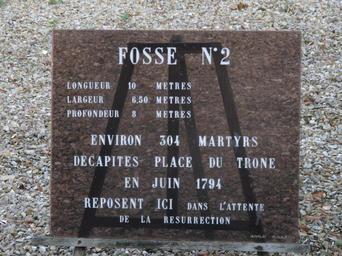 FOSSE N°2
LONGUEUR 10 METRES
LARGEUR 6.50 METRES
PROFONDEUR 8 METRES
ENVIRON 304 MARTYRS
DECAPITES PLACE DU TRONE
EN JUIN 1794
REPOSENT ICI DANS L'ATTENTE
DE LA RESURRECTION